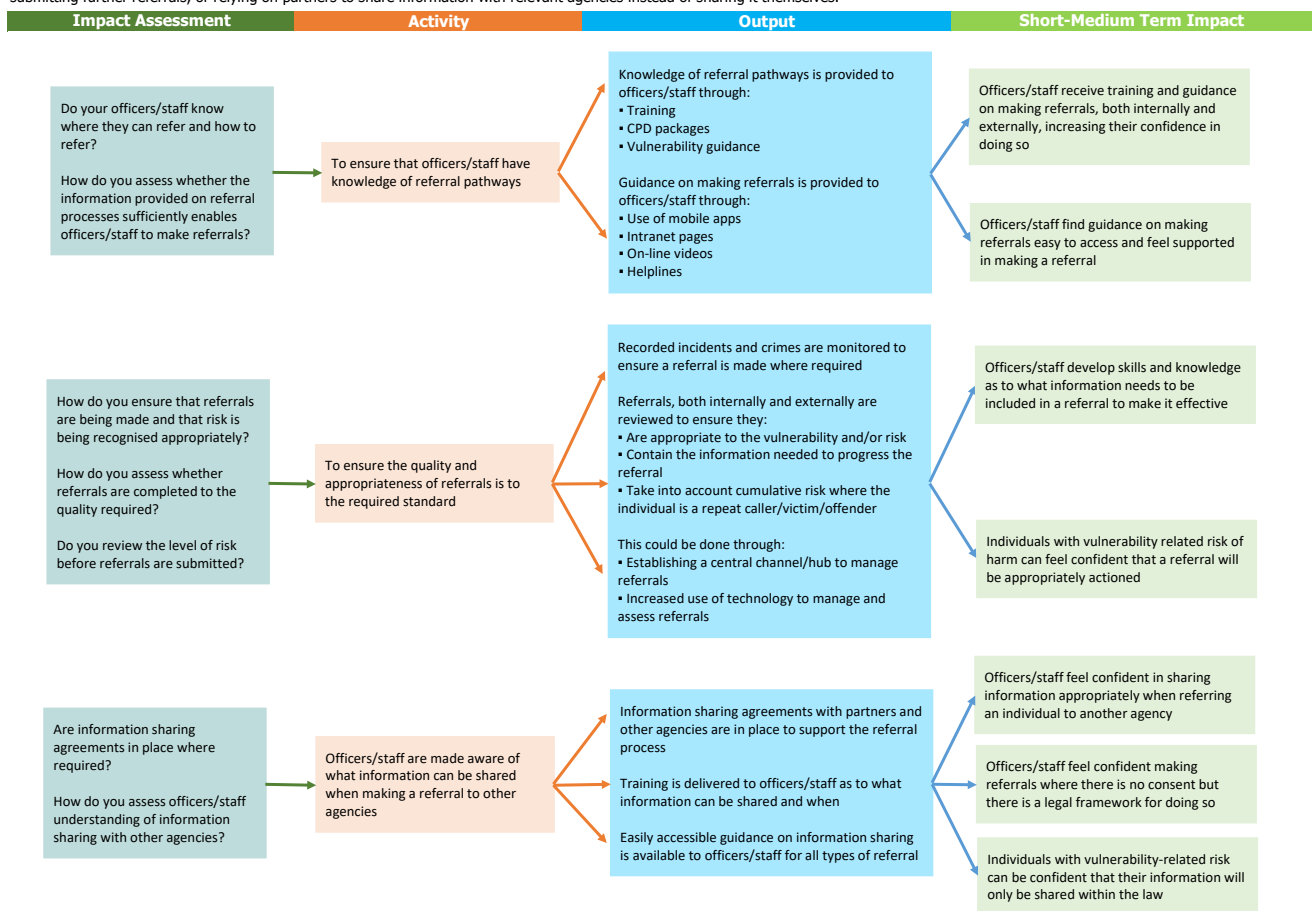 submitting further referrals, or relying on partners to share information with relevant agencies instead of sharing it themselves.
Impact Assessment
Activity
Output
Short-Medium Term Impact
Do your officers/staff know
where they can refer and how to
refer?
How do you assess whether the
information provided on referral
processes sufficiently enables
officers/staff to make referrals?
To ensure that officers/staff have
knowledge of referral pathways
Knowledge of referral pathways is provided to
officers/staff through:
▪ Training
▪ CPD packages
▪ Vulnerability guidance
Guidance on making referrals is provided to
officers/staff through:
▪ Use of mobile apps
▪ Intranet pages
▪ On-line videos
▪ Helplines
Officers/staff receive training and guidance
on making referrals, both internally and
externally, increasing their confidence in
doing so
Officers/staff find guidance on making
referrals easy to access and feel supported
in making a referral
How do you ensure that referrals
are being made and that risk is
being recognised appropriately?
How do you assess whether
referrals are completed to the
quality required?
Do you review the level of risk
before referrals are submitted?
To ensure the quality and
appropriateness of referrals is to
the required standard
Recorded incidents and crimes are monitored to
ensure a referral is made where required
Referrals, both internally and externally are
reviewed to ensure they:
▪ Are appropriate to the vulnerability and/or risk
▪ Contain the information needed to progress the
referral
▪ Take into account cumulative risk where the
individual is a repeat caller/victim/offender
This could be done through:
▪ Establishing a central channel/hub to manage
referrals
▪ Increased use of technology to manage and
assess referrals
Officers/staff develop skills and knowledge
as to what information needs to be
included in a referral to make it effective
Individuals with vulnerability related risk of
harm can feel confident that a referral will
be appropriately actioned
Are information sharing
agreements in place where
required?
How do you assess officers/staff
understanding of information
sharing with other agencies?
Officers/staff are made aware of
what information can be shared
when making a referral to other
agencies
Information sharing agreements with partners and
other agencies are in place to support the referral
process
Training is delivered to officers/staff as to what
information can be shared and when
Easily accessible guidance on information sharing
is available to officers/staff for all types of referral
Officers/staff feel confident in sharing
information appropriately when referring
an individual to another agency
Officers/staff feel confident making
referrals where there is no consent but
there is a legal framework for doing so
Individuals with vulnerability-related risk
can be confident that their information will
only be shared within the law